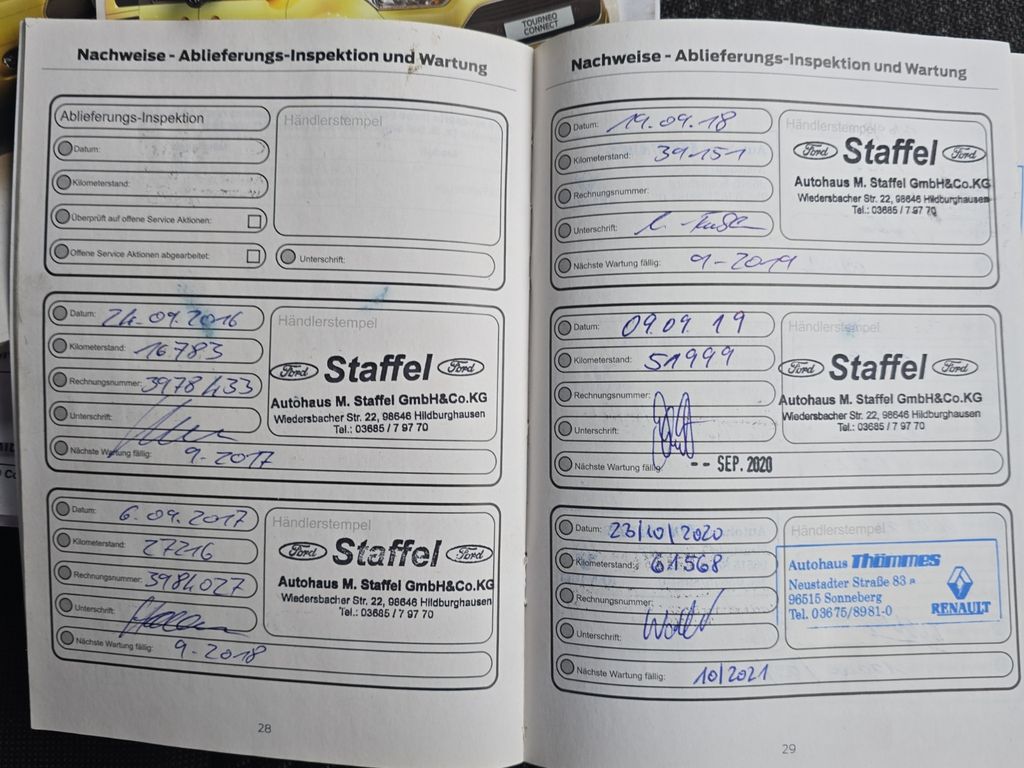 TOURNEO
CONNECT
Nachweise - Ablieferungs-Inspektion und Wartung
Ablieferungs-Inspektion
Datum:
Kilometerstand:
Überprüft auf offene Service Aktionen:
Offene Service Aktionen abgearbeitet:
Händlerstempel
Unterschrift:
Datum: 24.09.2016
Kilometerstand: 16783
Rechnungsnummer: 3978433
Unterschrift:
Nächste Wartung fällig: 9-2017
Händlerstempel
Ford Staffel Ford
Autohaus M. Staffel GmbH&Co.KG
Wiedersbacher Str. 22, 98646 Hildburghausen
Tel.: 03685 / 7 97 70
Datum: 6.09.2017
Kilometerstand: 27216
Rechnungsnummer: 3984027
Unterschrift:
Nächste Wartung fällig: 9-2018
Händlerstempel
Ford Staffel Ford
Autohaus M. Staffel GmbH&Co.KG
Wiedersbacher Str. 22, 98646 Hildburghausen
Tel.: 03685 / 7 97 70
28
Nachweise - Ablieferungs-Inspektion und Wartung
Datum: 19.09.18
Kilometerstand: 39151
Rechnungsnummer:
Unterschrift:
Nächste Wartung fällig: 9-2019
Händlerstempel
Ford Staffel Ford
Autohaus M. Staffel GmbH&Co.KG
Wiedersbacher Str. 22, 98646 Hildburghausen
Tel.: 03685 / 7 97 70
Datum: 09.09.19
Kilometerstand: 51999
Rechnungsnummer:
Unterschrift:
Nächste Wartung fällig: -- SEP. 2020
Händlerstempel
Ford Staffel Ford
Autohaus M. Staffel GmbH&Co.KG
Wiedersbacher Str. 22, 98646 Hildburghausen
Tel.: 03685 / 7 97 70
Datum: 23/10/2020
Kilometerstand: 61568
Rechnungsnummer:
Unterschrift:
Nächste Wartung fällig: 10/2021
Händlerstempel
Autohaus Thömmes
Neustadter Straße 83 a
96515 Sonneberg
Tel. 03675/8981-0
RENAULT
29